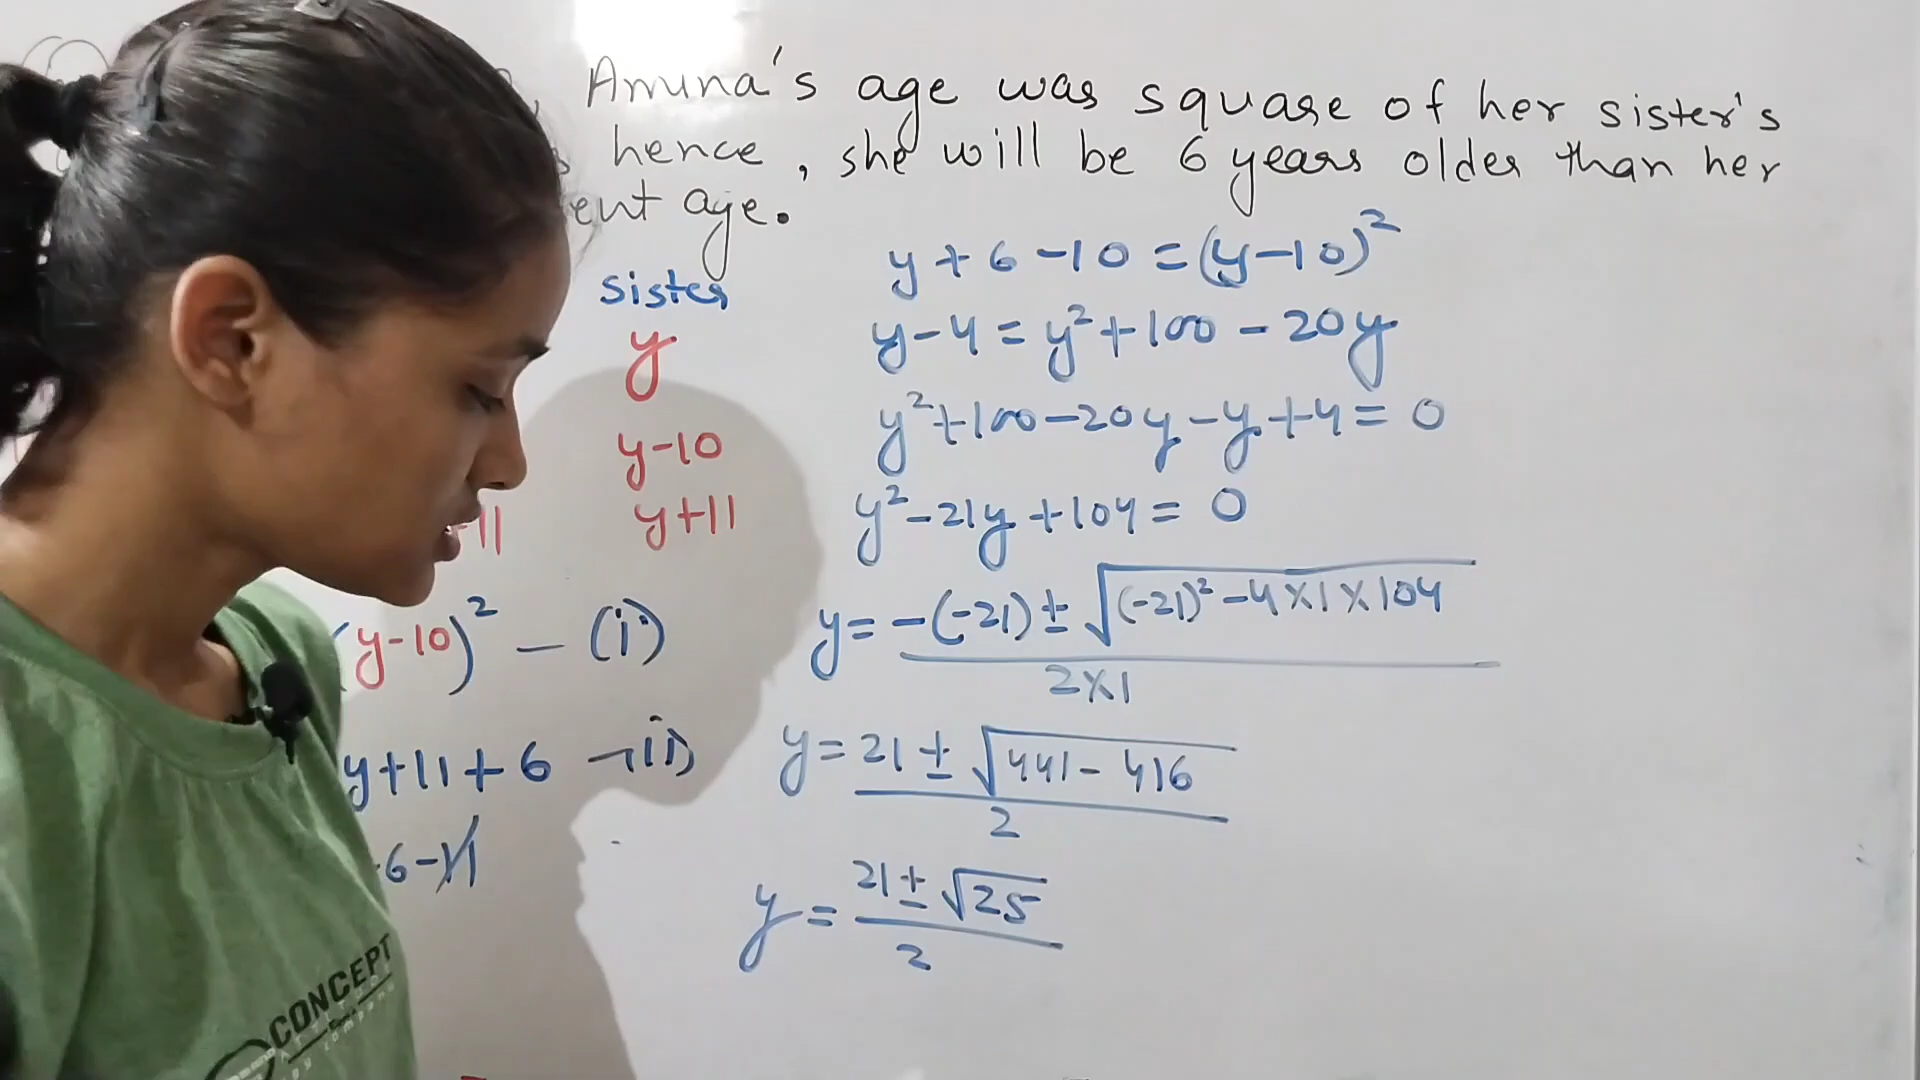 Amuna's age was square of her sister's
hence, she will be 6 years older than her
ent age.
sister
y
y-10
-11 y+11
(y-10)² - (i)
y+11+6 - (ii)
6-11
y+6-10=(y-10)²
y-4=y²+100-20y
y²+100-20y-y+4=0
y²-21y+104=0
y=-(-21)±√(-21)²-4×1×104
2×1
y=21±√441-416
2
y=21±√25
2
CONCEPT